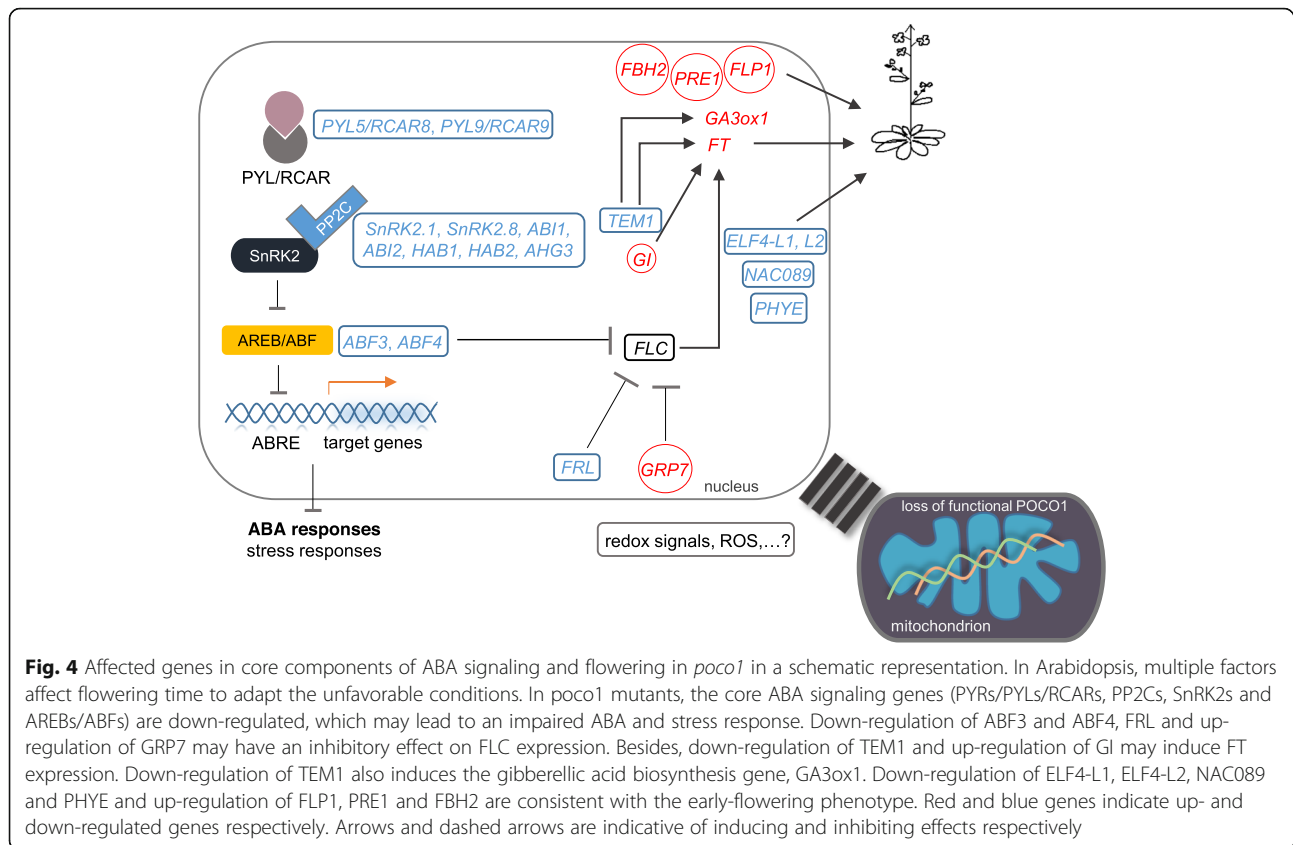 FBH2
PRE1
FLP1
PYL5/RCAR8, PYL9/RCAR9
GA3ox1
FT
PYL/RCAR
PP2C
SnRK2.1, SnRK2.8, ABI1,
ABI2, HAB1, HAB2, AHG3
TEM1
SnRK2
GI
ELF4-L1, L2
NAC089
PHYE
AREB/ABF
ABF3, ABF4
FLC
ABRE
target genes
FRL
GRP7
nucleus
ABA responses
stress responses
redox signals, ROS,...?
loss of functional POCO1
mitochondrion
Fig. 4 Affected genes in core components of ABA signaling and flowering in poco1 in a schematic representation. In Arabidopsis, multiple factors
affect flowering time to adapt the unfavorable conditions. In poco1 mutants, the core ABA signaling genes (PYRs/PYLs/RCARs, PP2Cs, SnRK2s and
AREBs/ABFs) are down-regulated, which may lead to an impaired ABA and stress response. Down-regulation of ABF3 and ABF4, FRL and up-
regulation of GRP7 may have an inhibitory effect on FLC expression. Besides, down-regulation of TEM1 and up-regulation of GI may induce FT
expression. Down-regulation of TEM1 also induces the gibberellic acid biosynthesis gene, GA3ox1. Down-regulation of ELF4-L1, ELF4-L2, NAC089
and PHYE and up-regulation of FLP1, PRE1 and FBH2 are consistent with the early-flowering phenotype. Red and blue genes indicate up- and
down-regulated genes respectively. Arrows and dashed arrows are indicative of inducing and inhibiting effects respectively